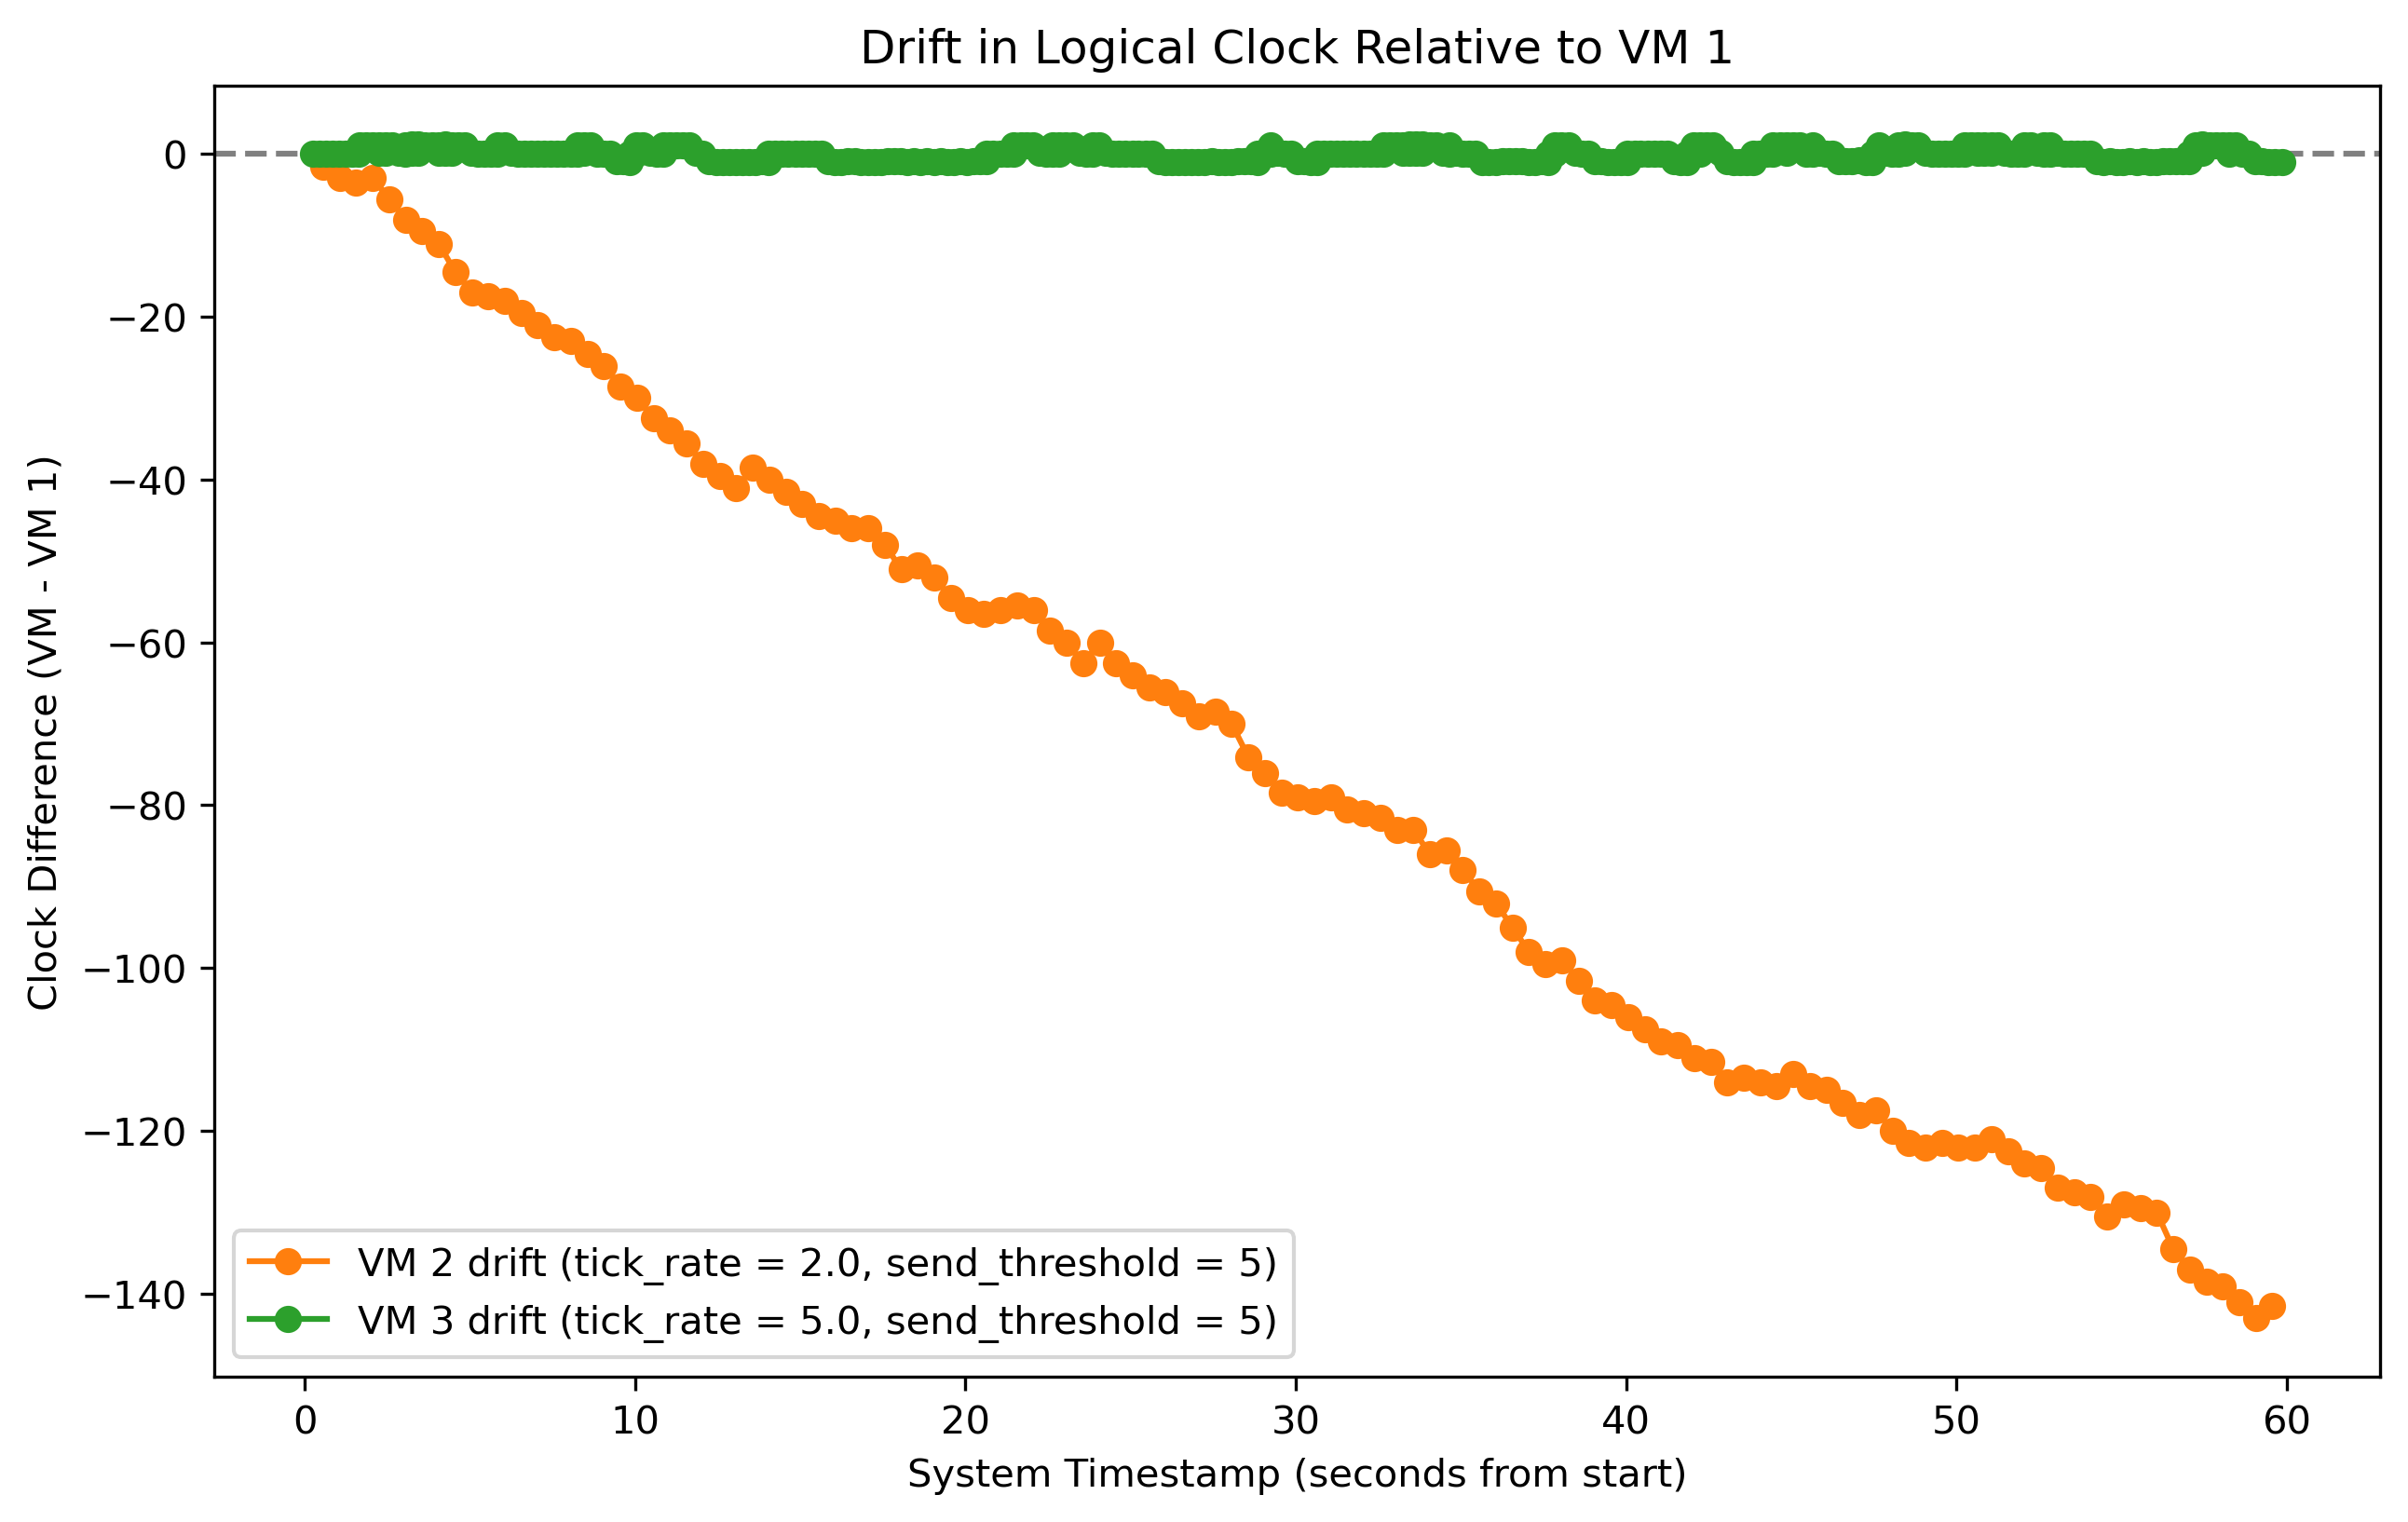 Drift in Logical Clock Relative to VM 1
Clock Difference (VM - VM 1)
0
−20
−40
−60
−80
−100
−120
−140
VM 2 drift (tick_rate = 2.0, send_threshold = 5)
VM 3 drift (tick_rate = 5.0, send_threshold = 5)
0 10 20 30 40 50 60
System Timestamp (seconds from start)